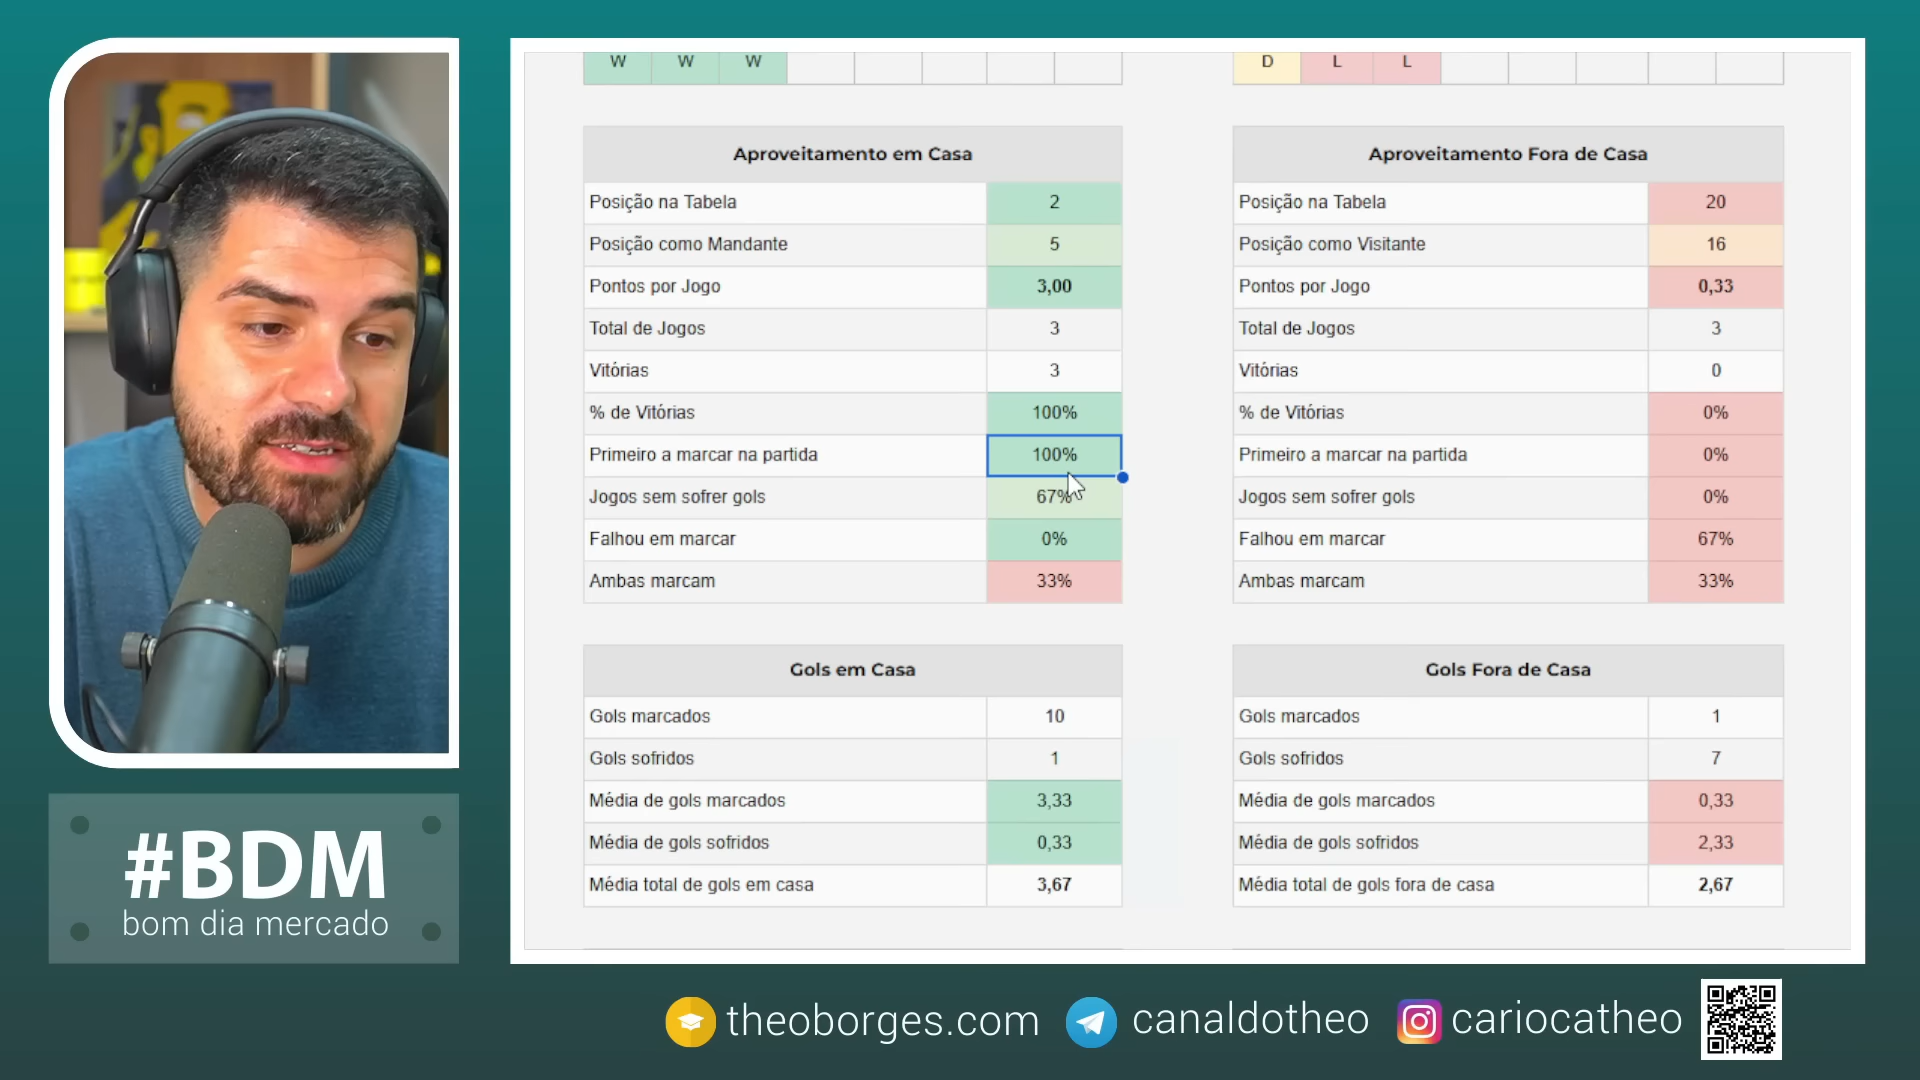 W W W
D L L
Aproveitamento em Casa
Posição na Tabela 2
Posição como Mandante 5
Pontos por Jogo 3,00
Total de Jogos 3
Vitórias 3
% de Vitórias 100%
Primeiro a marcar na partida 100%
Jogos sem sofrer gols 67%
Falhou em marcar 0%
Ambas marcam 33%
Aproveitamento Fora de Casa
Posição na Tabela 20
Posição como Visitante 16
Pontos por Jogo 0,33
Total de Jogos 3
Vitórias 0
% de Vitórias 0%
Primeiro a marcar na partida 0%
Jogos sem sofrer gols 0%
Falhou em marcar 67%
Ambas marcam 33%
Gols em Casa
Gols marcados 10
Gols sofridos 1
Média de gols marcados 3,33
Média de gols sofridos 0,33
Média total de gols em casa 3,67
Gols Fora de Casa
Gols marcados 1
Gols sofridos 7
Média de gols marcados 0,33
Média de gols sofridos 2,33
Média total de gols fora de casa 2,67
#BDM
bom dia mercado
theoborges.com
canaldotheo
cariocatheo